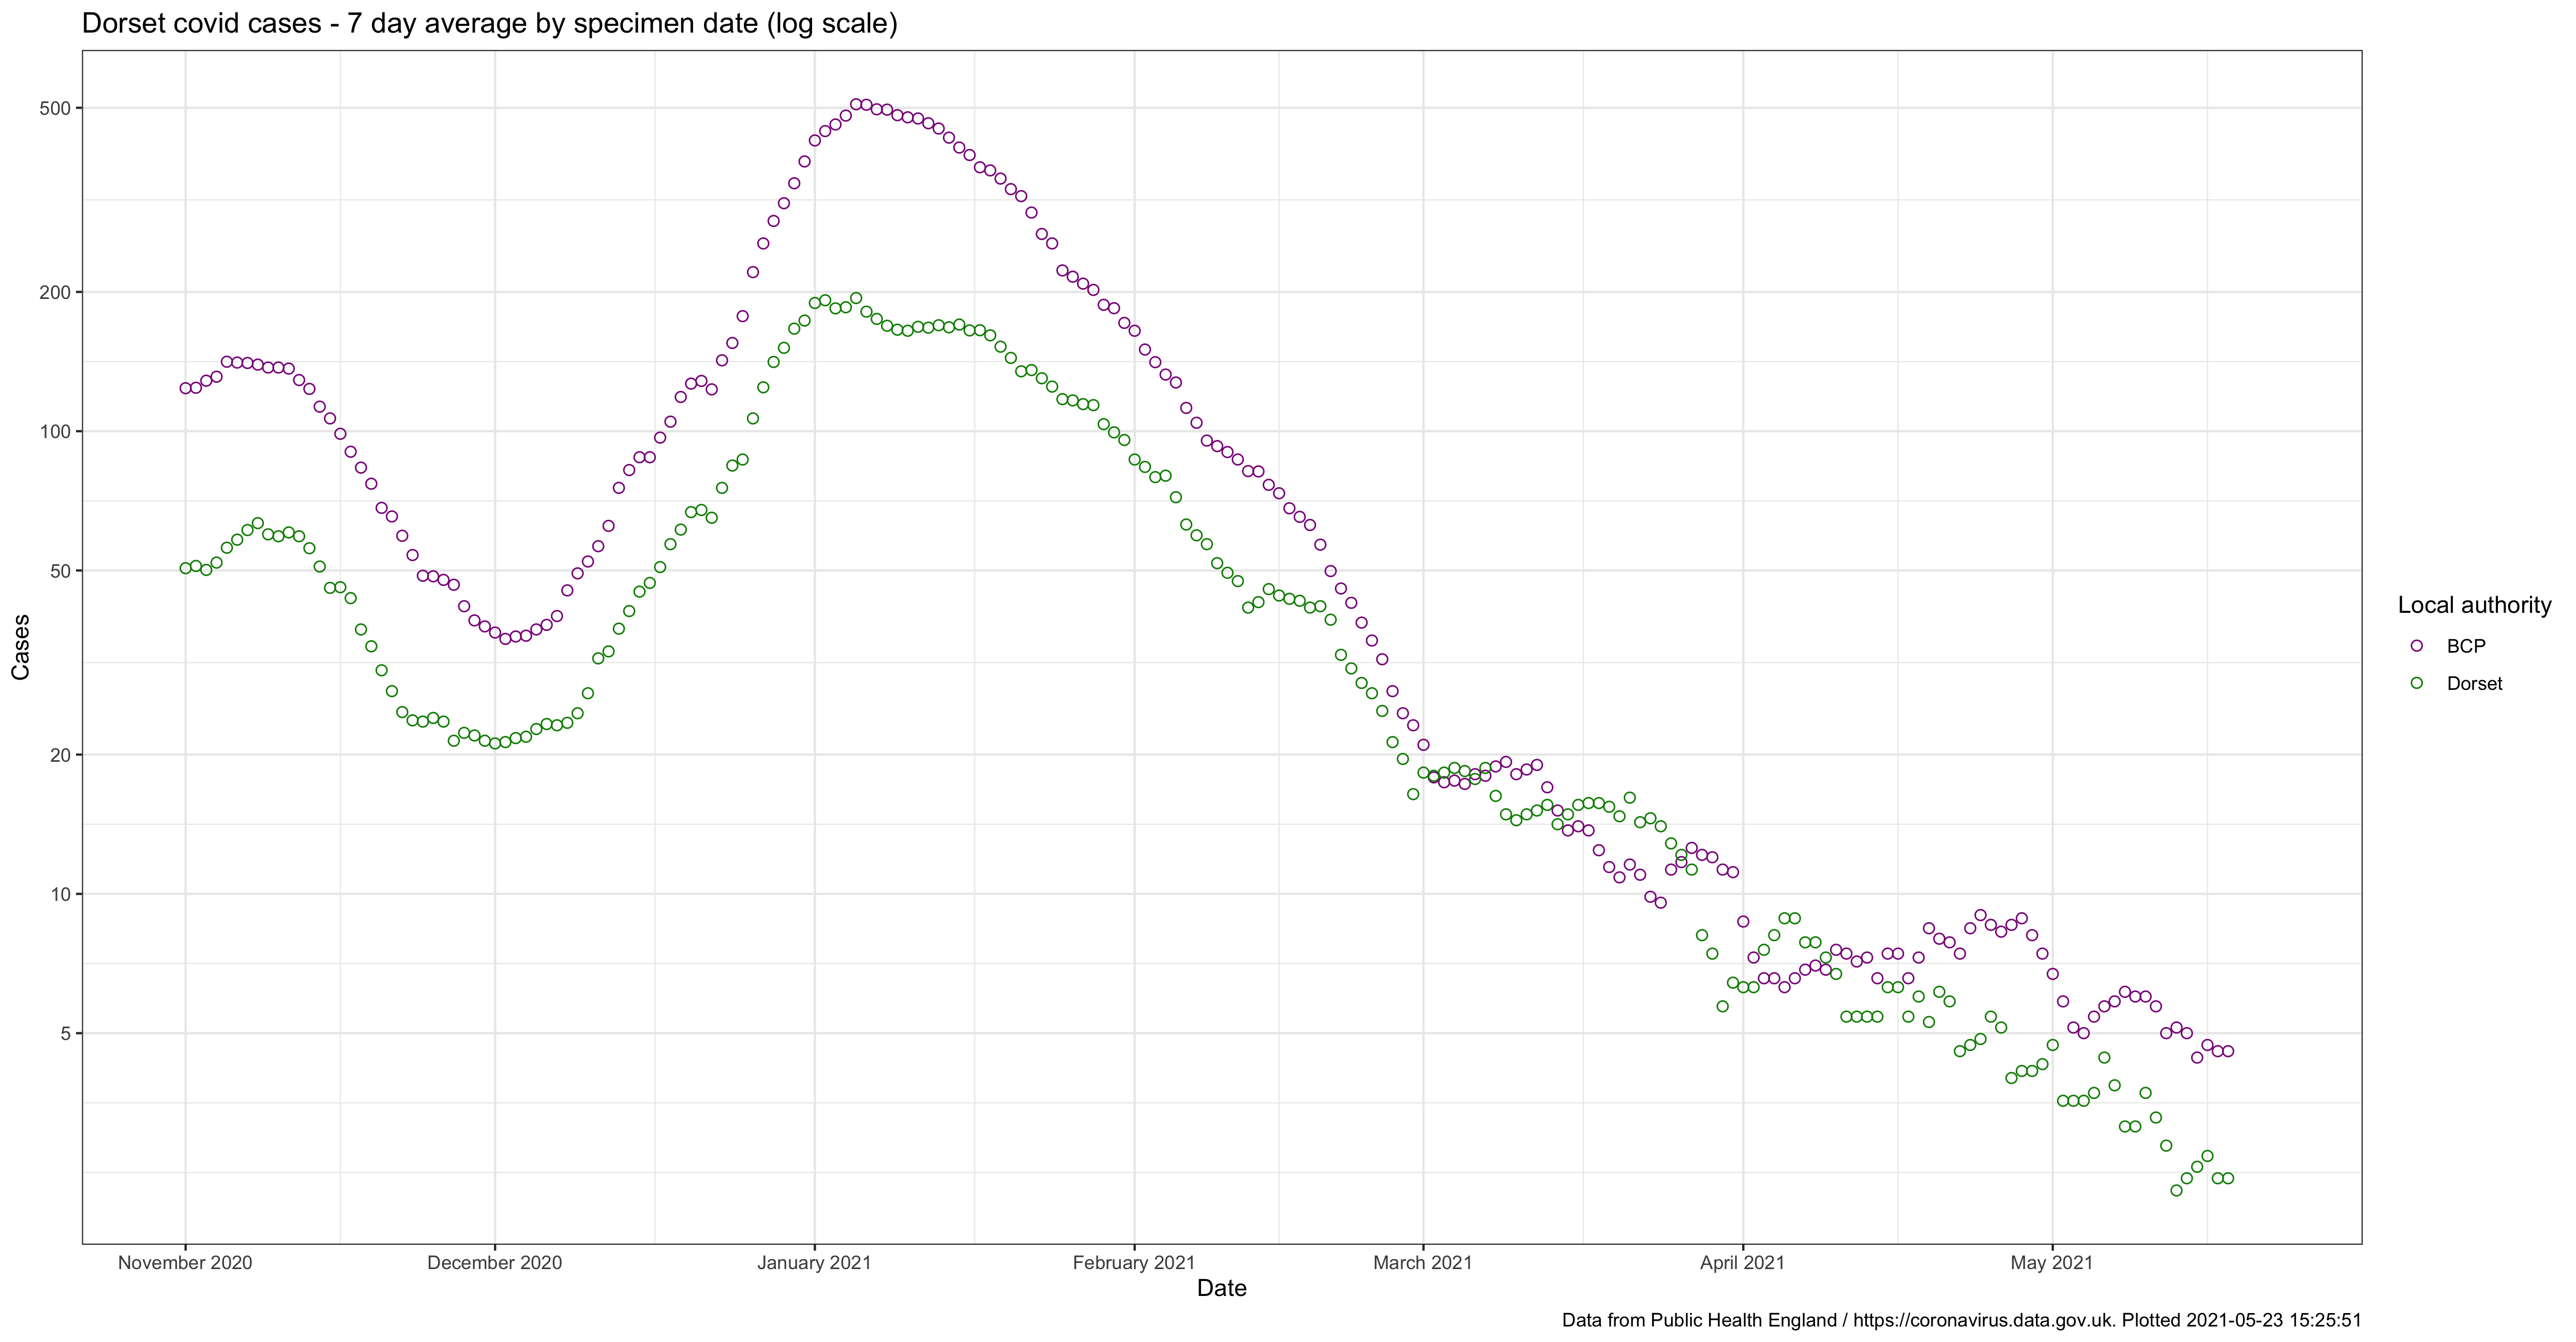 Dorset covid cases - 7 day average by specimen date (log scale)
500
200
100
50
20
10
5
Cases
November 2020
December 2020
January 2021
February 2021
March 2021
April 2021
May 2021
Date
Local authority
BCP
Dorset
Data from Public Health England / https://coronavirus.data.gov.uk. Plotted 2021-05-23 15:25:51